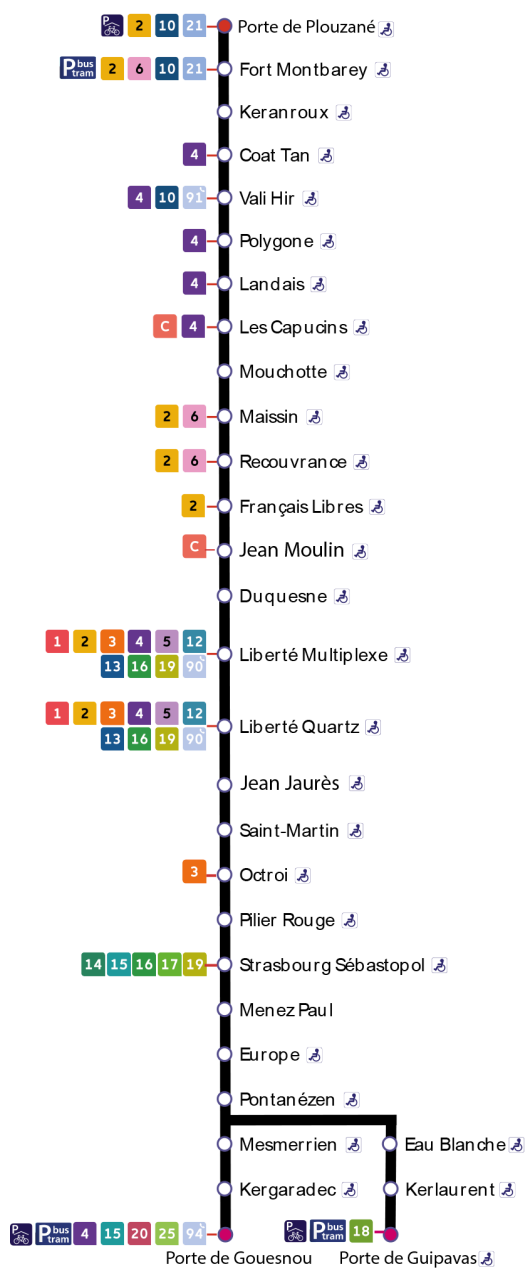 P 2 10 21 Porte de Plouzané
P bus tram 2 6 10 21 Fort Montbarey
Keranroux
4 Coat Tan
4 10 91 Vali Hir
4 Polygone
4 Landais
C 4 Les Capucins
Mouchotte
2 6 Maissin
2 6 Recouvrance
2 Français Libres
C Jean Moulin
Duquesne
1 2 3 4 5 12
13 16 19 90
Liberté Multiplexe
1 2 3 4 5 12
13 16 19 90
Liberté Quartz
Jean Jaurès
Saint-Martin
3 Octroi
Pilier Rouge
14 15 16 17 19 Strasbourg Sébastopol
Menez Paul
Europe
Pontanézen
Mesmerrien Eau Blanche
Kergaradec Kerlaurent
P P bus tram 4 15 20 25 94 P P bus tram 18
Porte de Gouesnou Porte de Guipavas